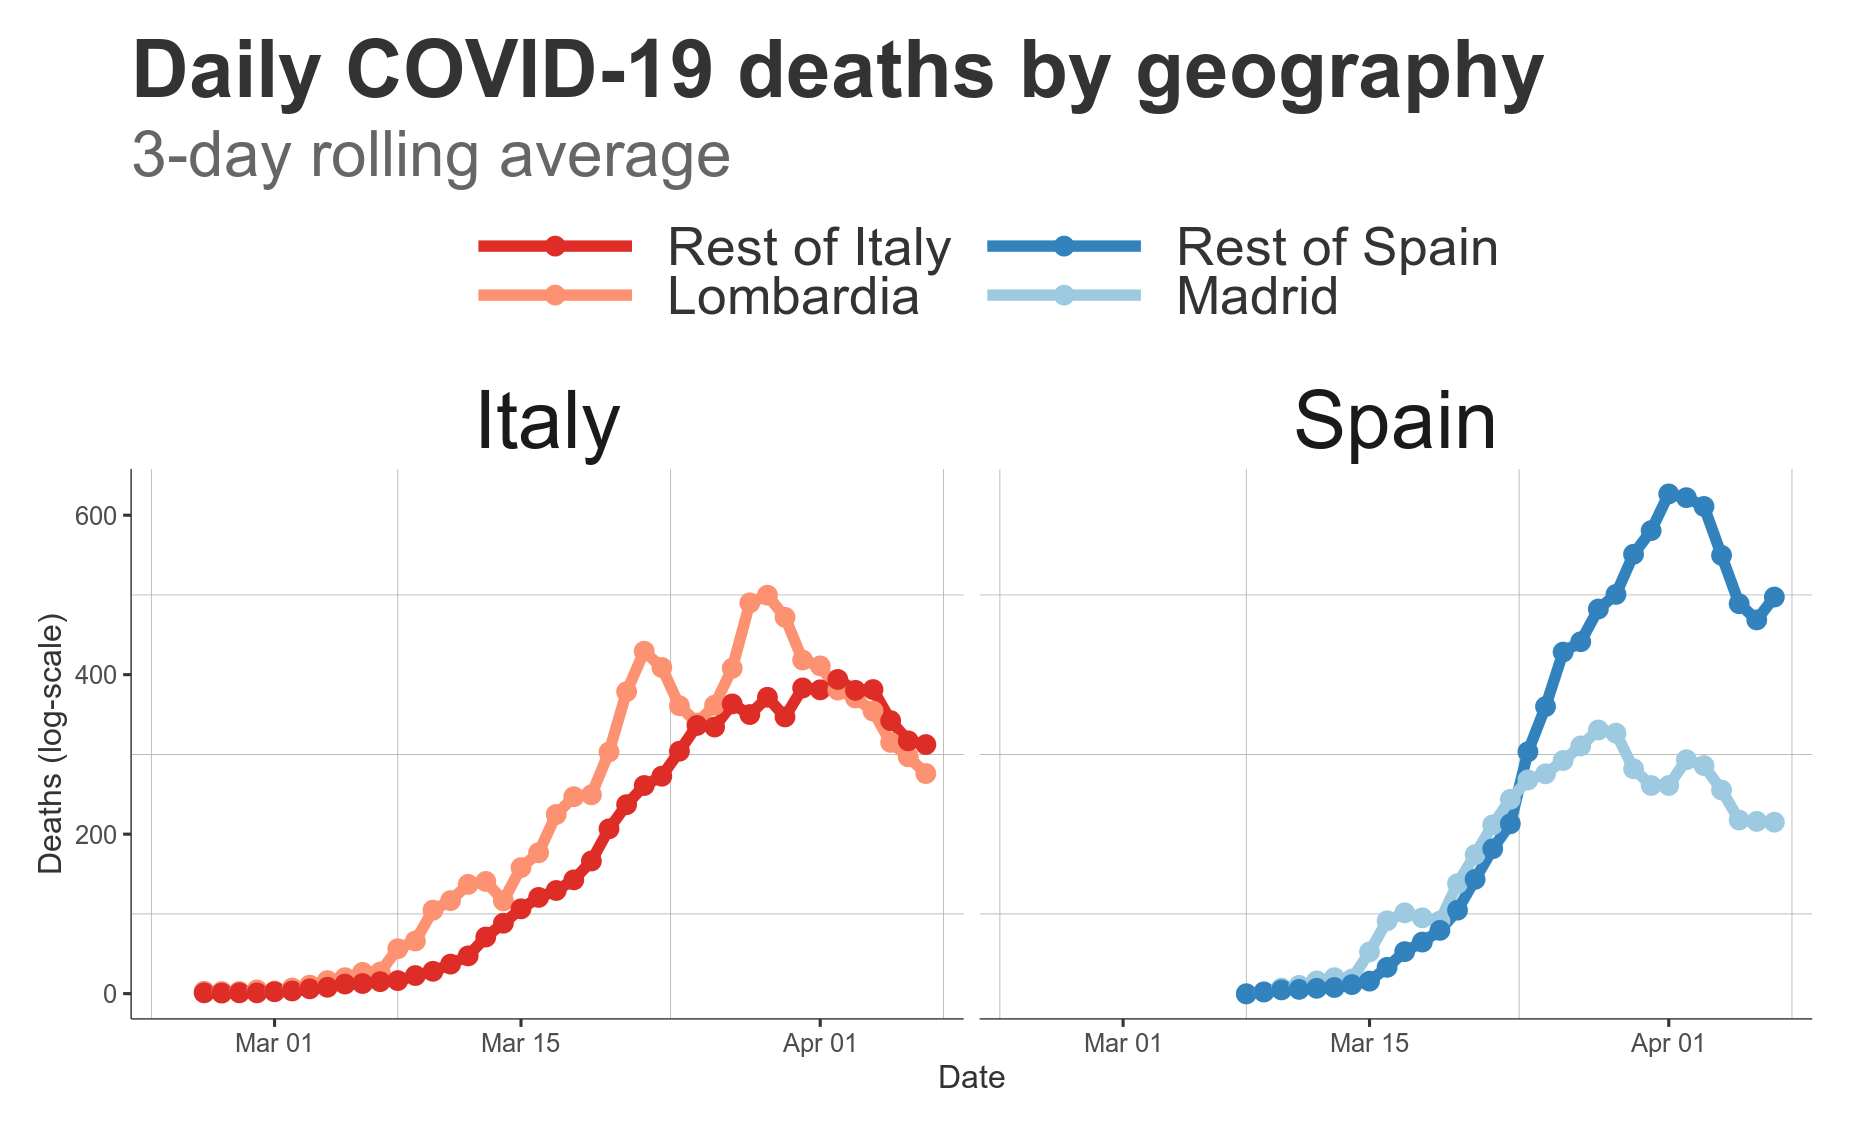 Daily COVID-19 deaths by geography
3-day rolling average
Rest of Italy
Rest of Spain
Lombardia
Madrid
Italy
Spain
Deaths (log-scale)
600
400
200
0
Mar 01
Mar 15
Apr 01
Mar 01
Mar 15
Apr 01
Date